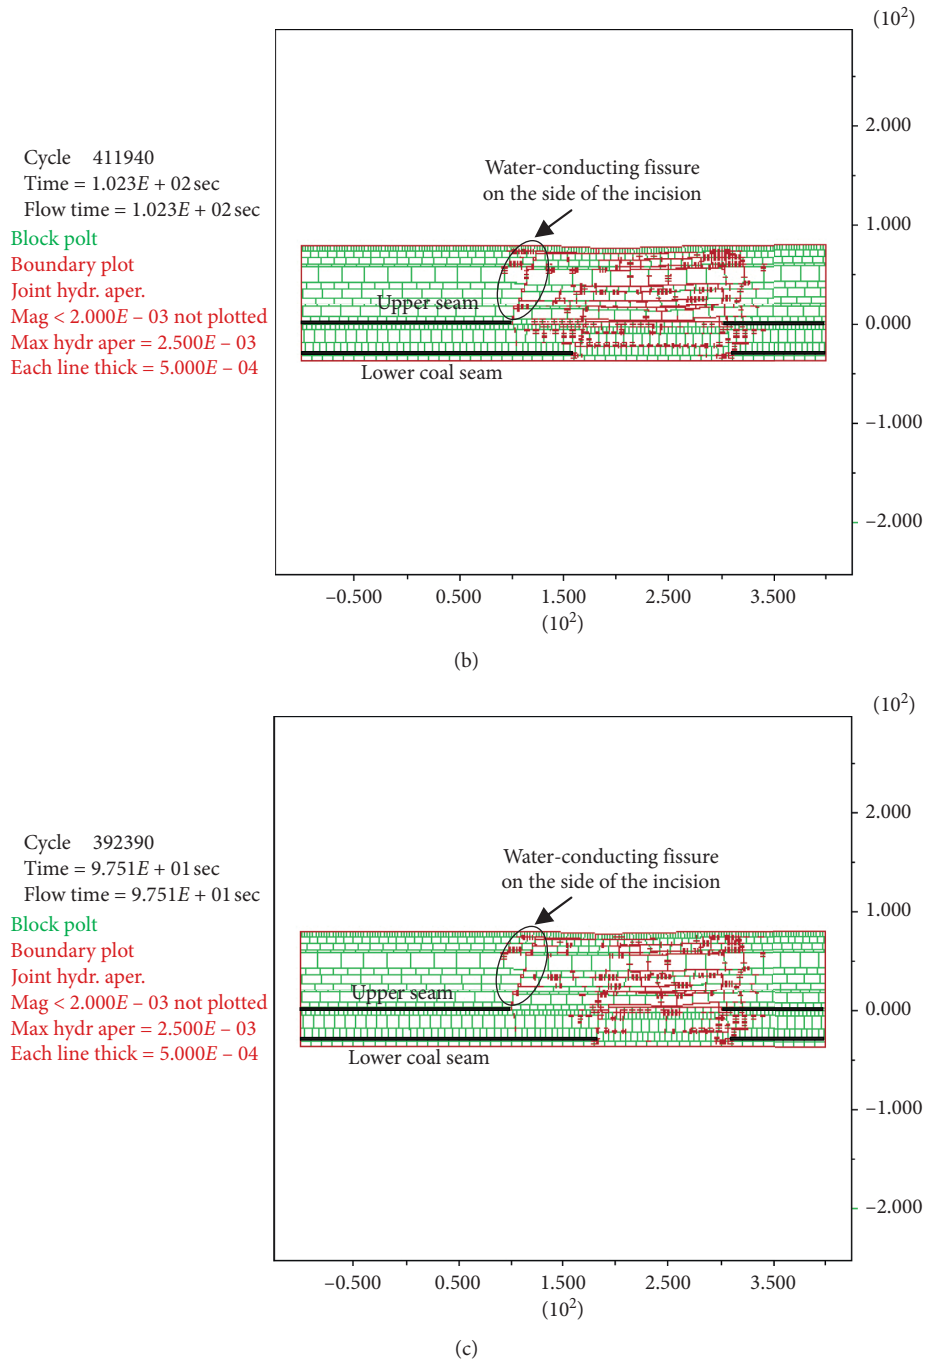 (10²)
2.000
Cycle 411940
Time = 1.023E + 02 sec
Flow time = 1.023E + 02 sec
Block polt
Boundary plot
Joint hydr. aper.
Mag < 2.000E – 03 not plotted
Max hydr aper = 2.500E – 03
Each line thick = 5.000E – 04
Water-conducting fissure
on the side of the incision
1.000
Upper seam
0.000
Lower coal seam
–1.000
–2.000
–0.500 0.500 1.500 2.500 3.500
(10²)
(b)
(10²)
2.000
Cycle 392390
Time = 9.751E + 01 sec
Flow time = 9.751E + 01 sec
Block polt
Boundary plot
Joint hydr. aper.
Mag < 2.000E – 03 not plotted
Max hydr aper = 2.500E – 03
Each line thick = 5.000E – 04
Water-conducting fissure
on the side of the incision
1.000
Upper seam
0.000
Lower coal seam
–1.000
–2.000
–0.500 0.500 1.500 2.500 3.500
(10²)
(c)